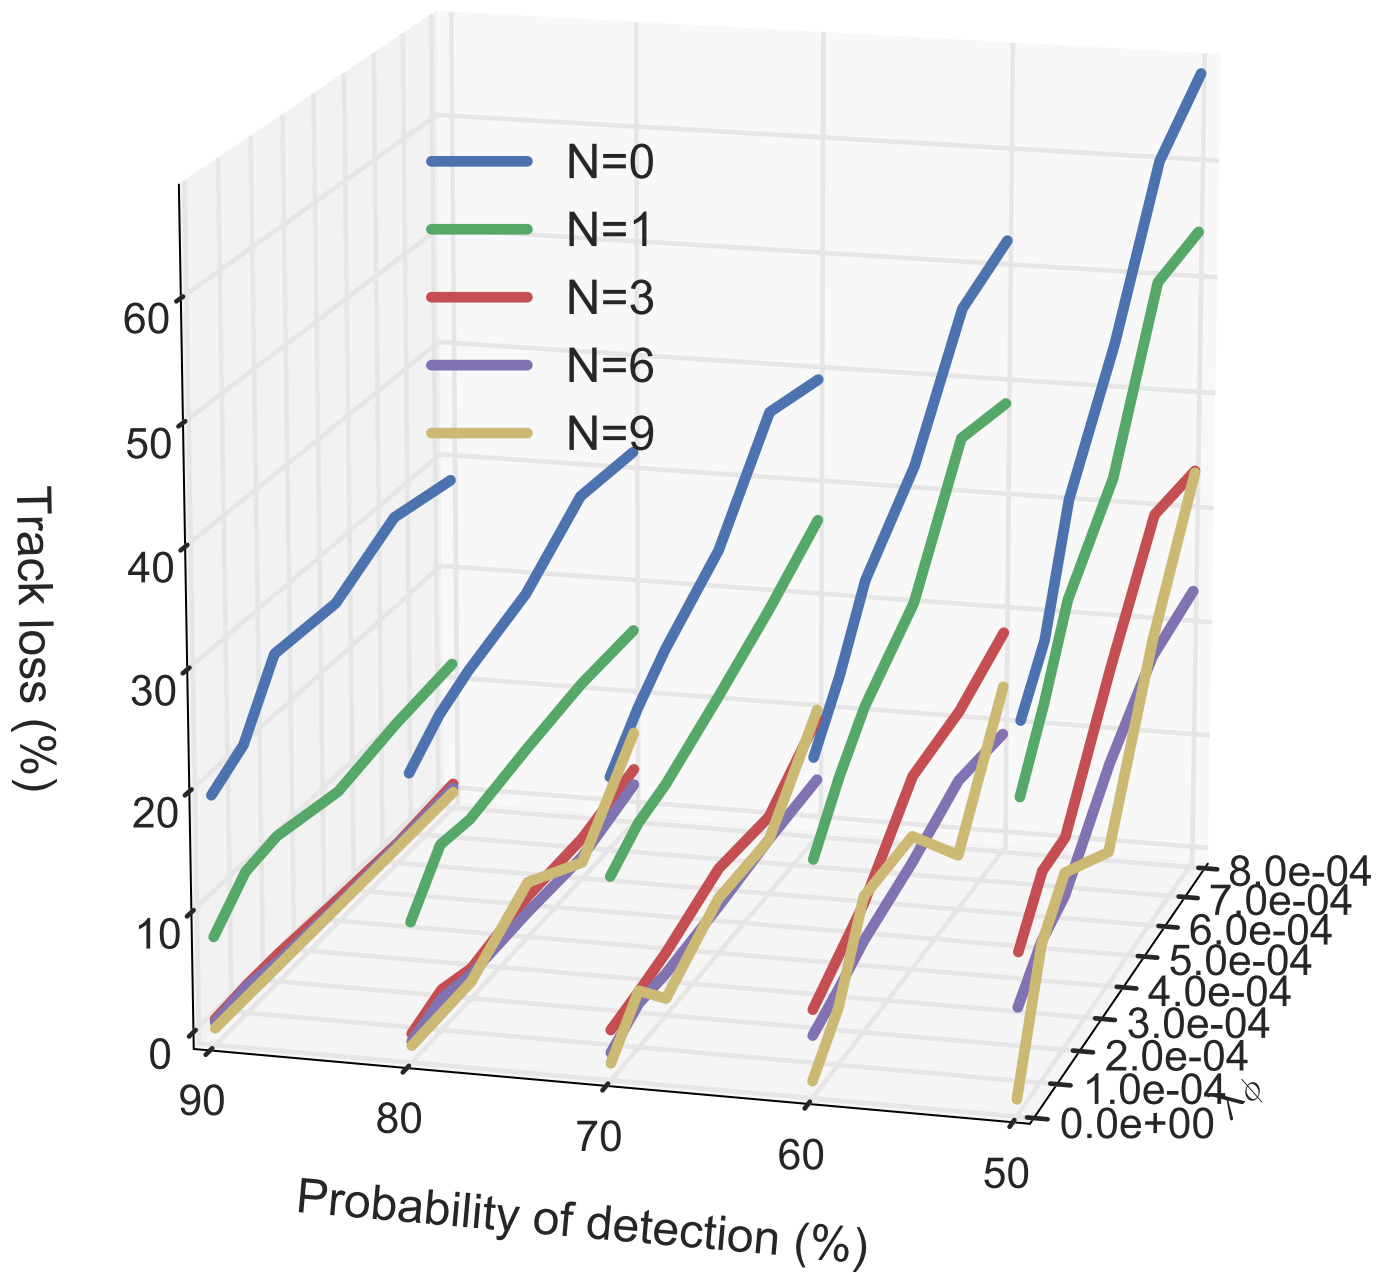 N=0
N=1
N=3
N=6
N=9
60
50
40
30
20
10
0
Track loss (%)
90
80
70
60
50
Probability of detection (%)
8.0e-04
7.0e-04
6.0e-04
5.0e-04
4.0e-04
3.0e-04
2.0e-04
1.0e-04
0.0e+00
λϕ